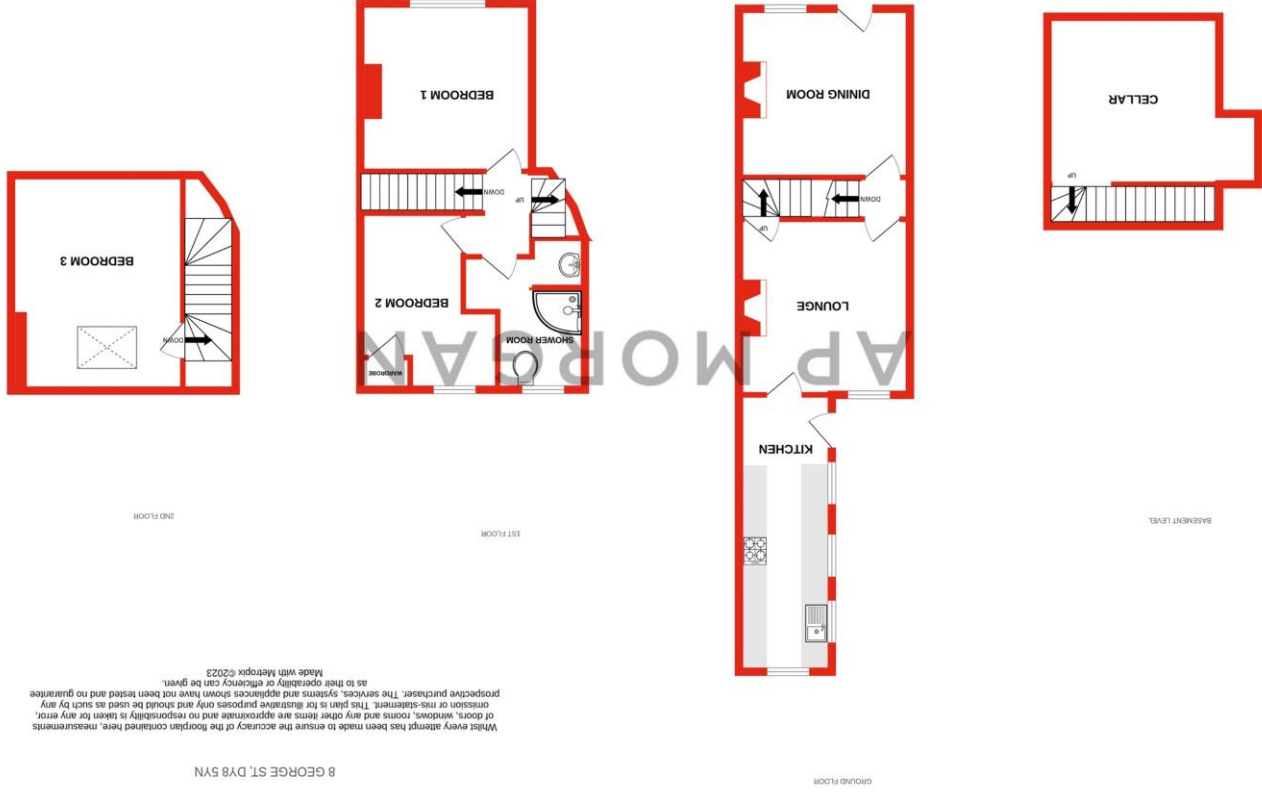 GROUND FLOOR
8 GEORGE ST, DY8 5YN
Whilst every attempt has been made to ensure the accuracy of the floorplan contained here, measurements
of doors, windows, rooms and any other items are approximate and no responsibility is taken for any error,
omission or mis-statement. This plan is for illustrative purposes only and should be used as such by any
prospective purchaser. The services, systems and appliances shown have not been tested and no guarantee
as to their operability or efficiency can be given.
Made with Metropix ©2023
BASEMENT LEVEL
1ST FLOOR
2ND FLOOR
KITCHEN
WARDROBE
AP MORGAN
SHOWER ROOM
DOWN
LOUNGE
BEDROOM 2
BEDROOM 3
UP
DOWN
UP
UP
DOWN
CELLAR
DINING ROOM
BEDROOM 1